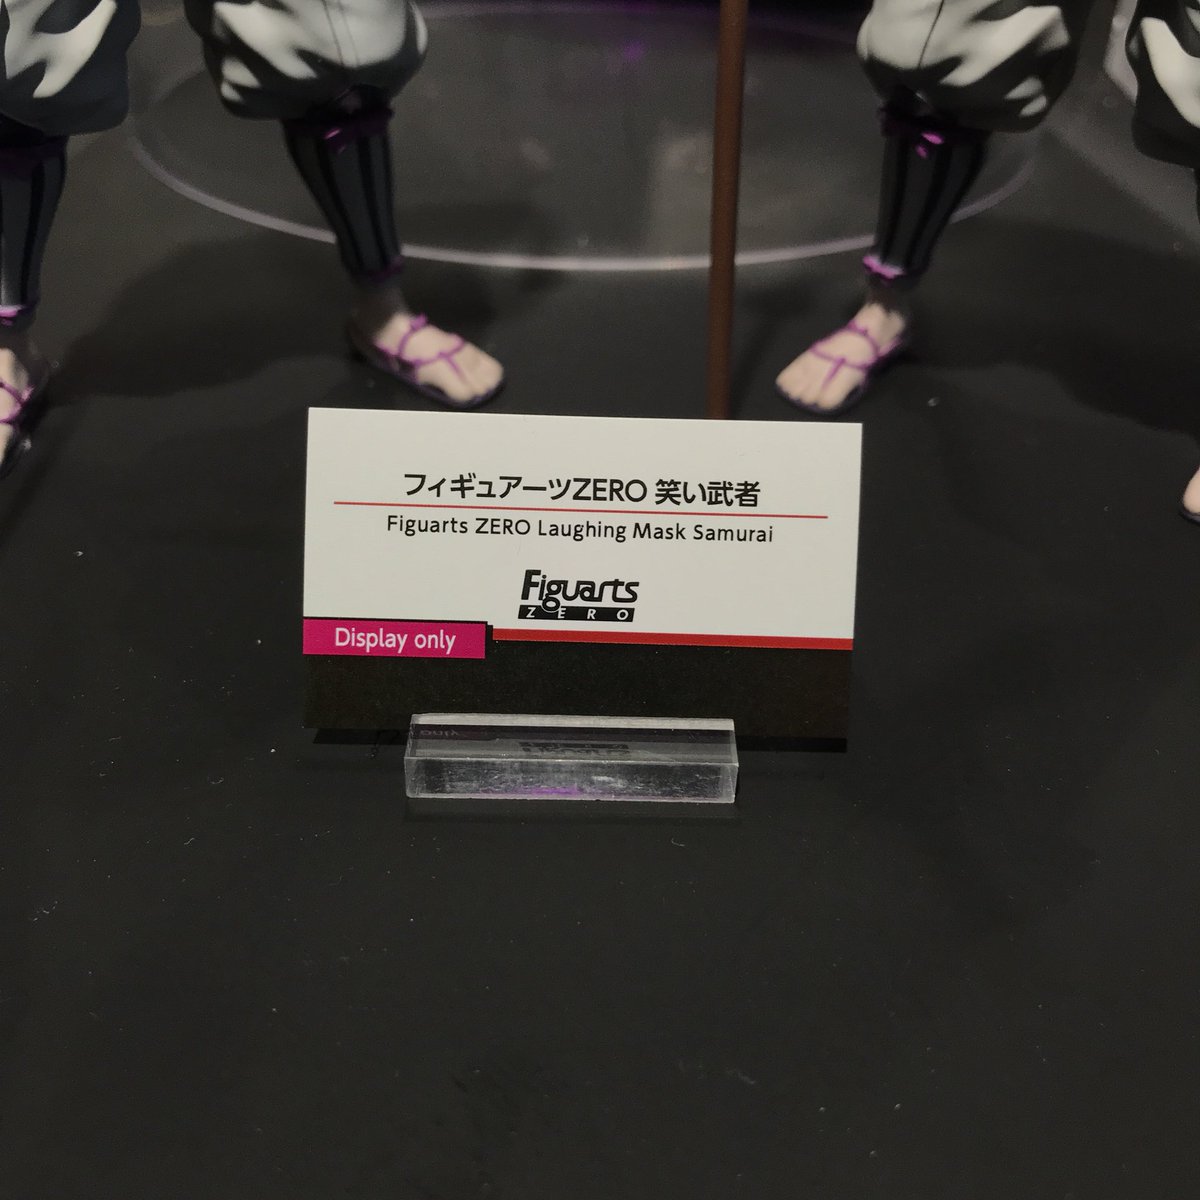 フィギュアーツZERO 笑い武者
Figuarts ZERO Laughing Mask Samurai
Figuarts
ZERO
Display only